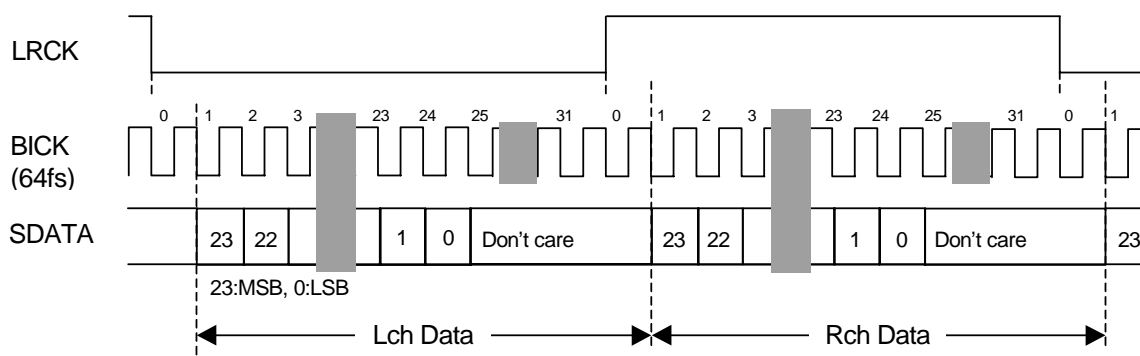 LRCK
0 1 2 3 23 24 25 31 0 1 2 3 23 24 25 31 0 1
BICK
(64fs)
SDATA 23 22 1 0 Don't care 23 22 1 0 Don't care 23
23:MSB, 0:LSB
Lch Data Rch Data